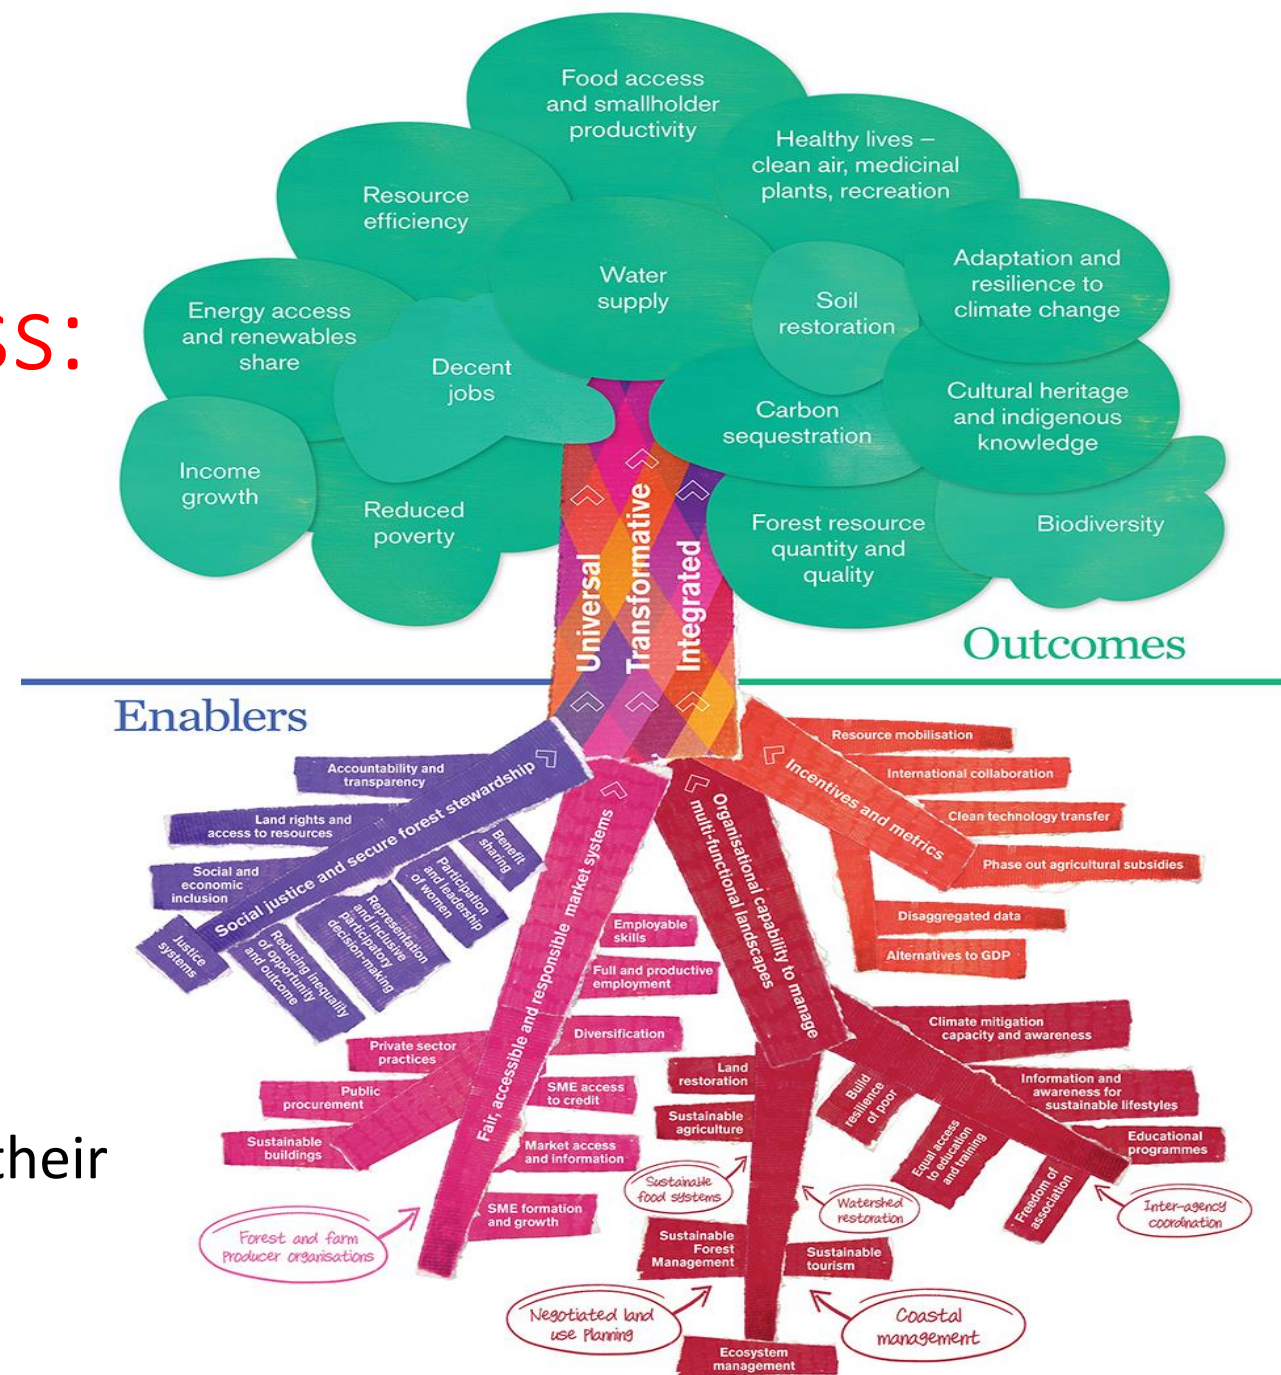 Food access
and smallholder
productivity
Healthy lives –
clean air, medicinal
plants, recreation
Resource
efficiency
Water
supply
Adaptation and
resilience to
climate change
Soil
restoration
Energy access
and renewables
share
ss:
Decent
jobs
Carbon
sequestration
Cultural heritage
and indigenous
knowledge
Income
growth
Reduced
poverty
Forest resource
quantity and
quality
Biodiversity
Universal
Transformative
Integrated
Outcomes
Enablers
Social justice and secure forest stewardship
Accountability and
transparency
Land rights and
access to resources
Social and
economic
inclusion
Justice
systems
Reducing inequality
of opportunity
and outcome
Representation
and inclusive
participatory
decision-making
Participation
and leadership
of women
Benefit
sharing
Fair, accessible and responsible market systems
Employable
skills
Full and productive
employment
Diversification
Private sector
practices
Public
procurement
Sustainable
buildings
SME access
to credit
Market access
and information
SME formation
and growth
Forest and farm
Producer organisations
their
Organisational capability to manage
multi-functional landscapes
Land
restoration
Sustainable
agriculture
Sustainable
food systems
Watershed
restoration
Sustainable
Forest
Management
Sustainable
tourism
Negotiated land
use Planning
Coastal
management
Ecosystem
management
Climate mitigation
capacity and awareness
Information and
awareness for
sustainable lifestyles
Educational
programmes
Build
resilience
of poor
Equal access
to education
and training
Freedom of
association
Inter-agency
coordination
Incentives and metrics
Resource mobilisation
International collaboration
Clean technology transfer
Phase out agricultural subsidies
Disaggregated data
Alternatives to GDP